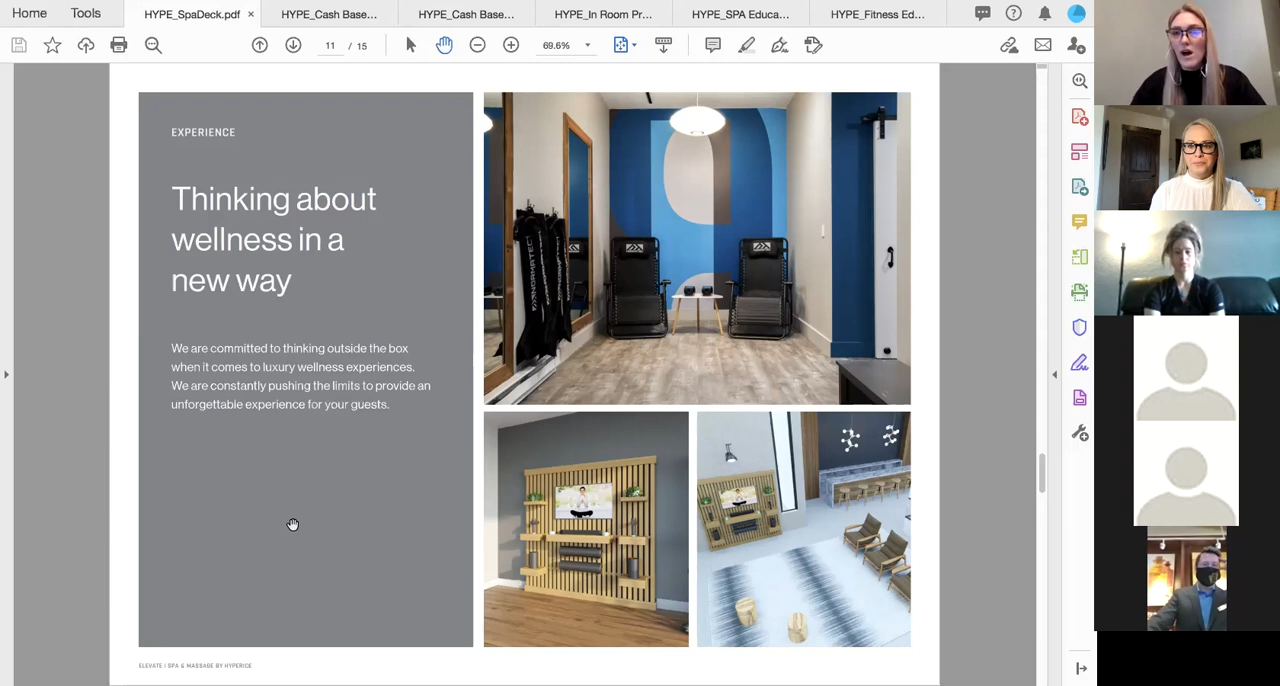 Home
Tools
HYPE_SpaDeck.pdf
HYPE_Cash Base...
HYPE_Cash Base...
HYPE_In Room Pr...
HYPE_SPA Educa...
HYPE_Fitness Ed...
11 / 15
69.6%
EXPERIENCE
Thinking about
wellness in a
new way
We are committed to thinking outside the box
when it comes to luxury wellness experiences.
We are constantly pushing the limits to provide an
unforgettable experience for your guests.
NORMATEC
ELEVATE | SPA & MASSAGE BY HYPERICE